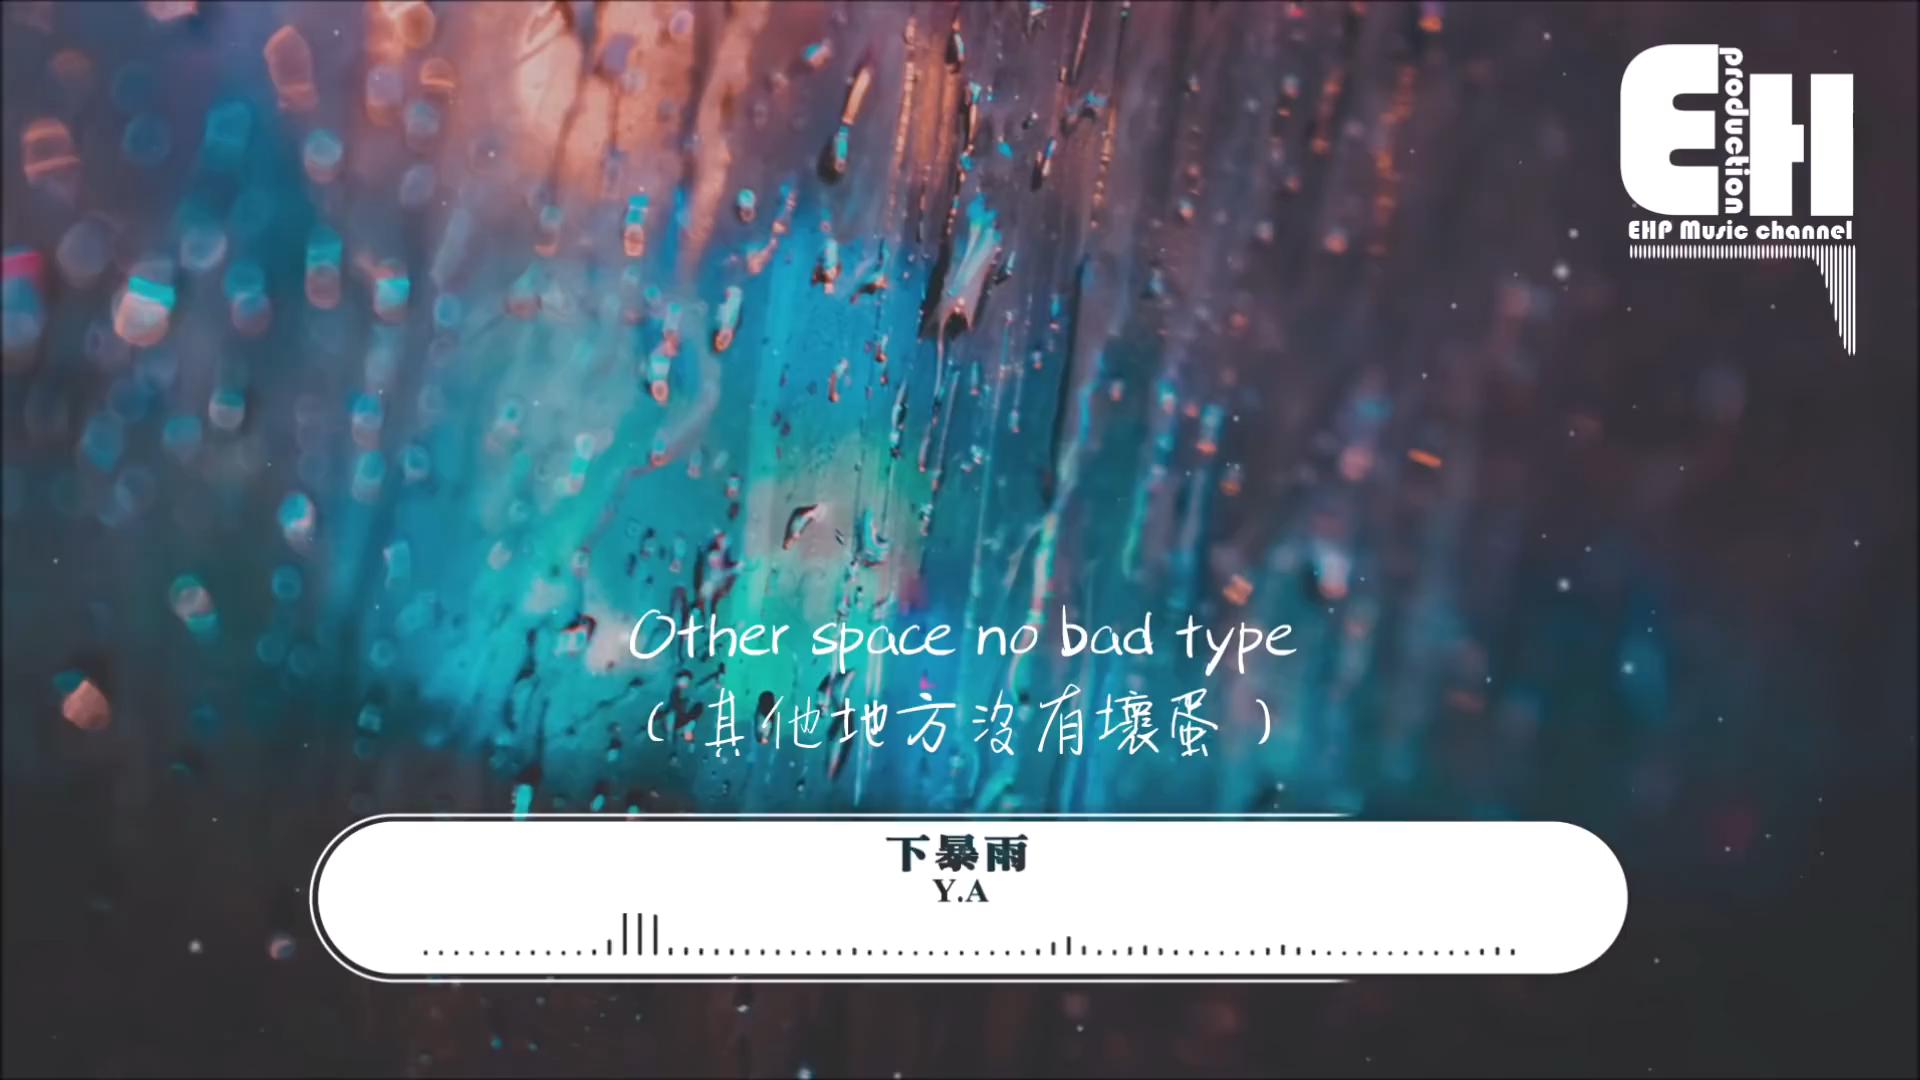 EH
production
EHP Music channel
Other space no bad type
（其他地方沒有壞蛋）
下暴雨
Y.A